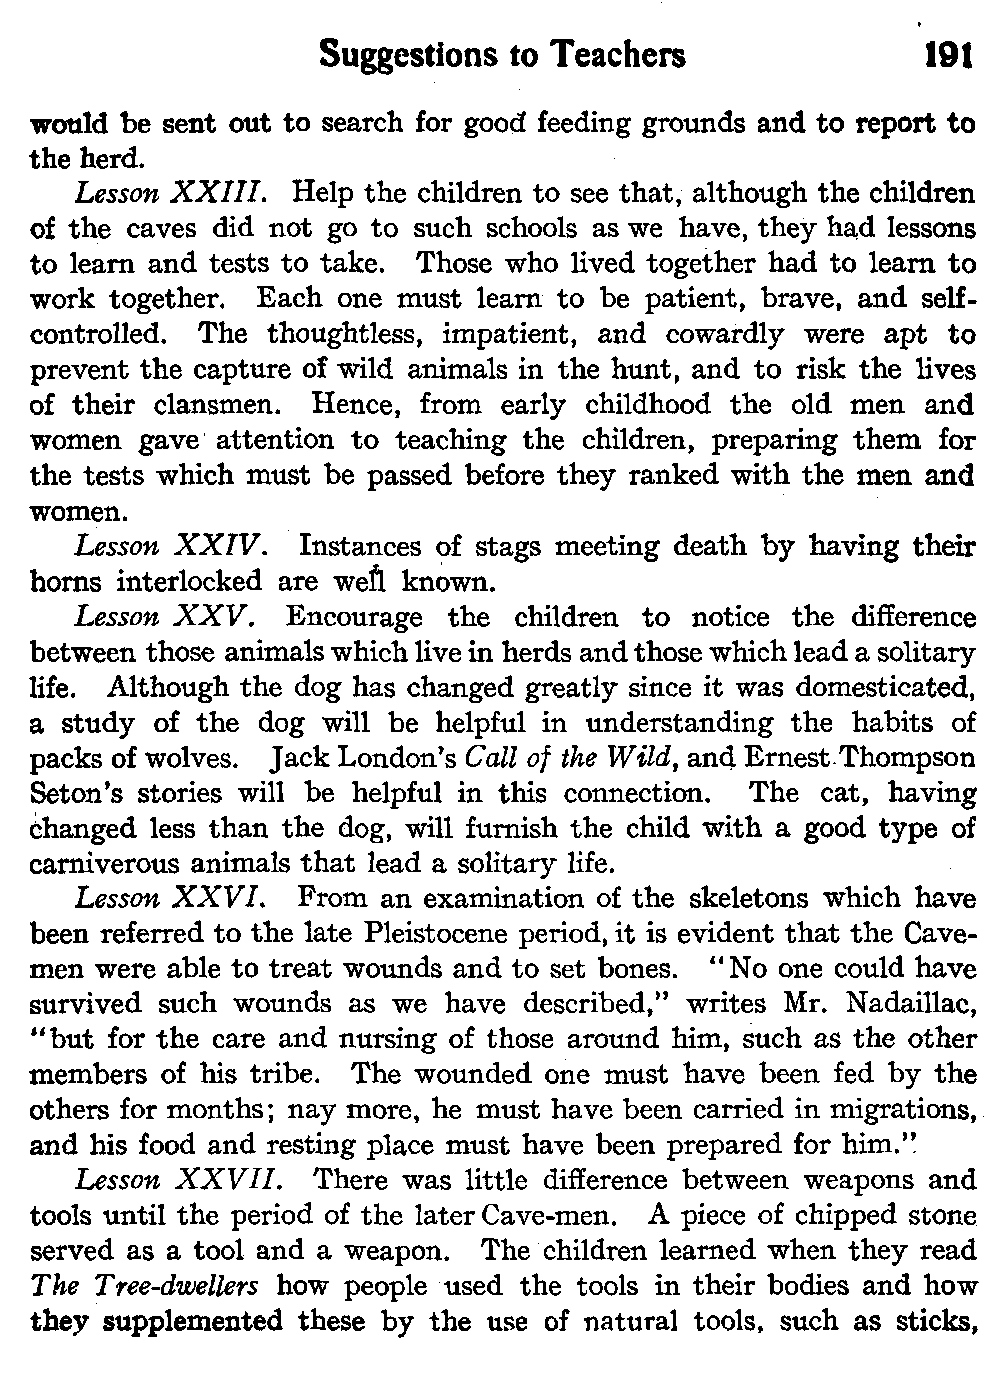 Suggestions to Teachers 191
would be sent out to search for good feeding grounds and to report to
the herd.
Lesson XXIII. Help the children to see that, although the children
of the caves did not go to such schools as we have, they had lessons
to learn and tests to take. Those who lived together had to learn to
work together. Each one must learn to be patient, brave, and self-
controlled. The thoughtless, impatient, and cowardly were apt to
prevent the capture of wild animals in the hunt, and to risk the lives
of their clansmen. Hence, from early childhood the old men and
women gave attention to teaching the children, preparing them for
the tests which must be passed before they ranked with the men and
women.
Lesson XXIV. Instances of stags meeting death by having their
horns interlocked are well known.
Lesson XXV. Encourage the children to notice the difference
between those animals which live in herds and those which lead a solitary
life. Although the dog has changed greatly since it was domesticated,
a study of the dog will be helpful in understanding the habits of
packs of wolves. Jack London's Call of the Wild, and Ernest Thompson
Seton's stories will be helpful in this connection. The cat, having
changed less than the dog, will furnish the child with a good type of
carniverous animals that lead a solitary life.
Lesson XXVI. From an examination of the skeletons which have
been referred to the late Pleistocene period, it is evident that the Cave-
men were able to treat wounds and to set bones. "No one could have
survived such wounds as we have described," writes Mr. Nadaillac,
"but for the care and nursing of those around him, such as the other
members of his tribe. The wounded one must have been fed by the
others for months; nay more, he must have been carried in migrations,
and his food and resting place must have been prepared for him."
Lesson XXVII. There was little difference between weapons and
tools until the period of the later Cave-men. A piece of chipped stone
served as a tool and a weapon. The children learned when they read
The Tree-dwellers how people used the tools in their bodies and how
they supplemented these by the use of natural tools, such as sticks,